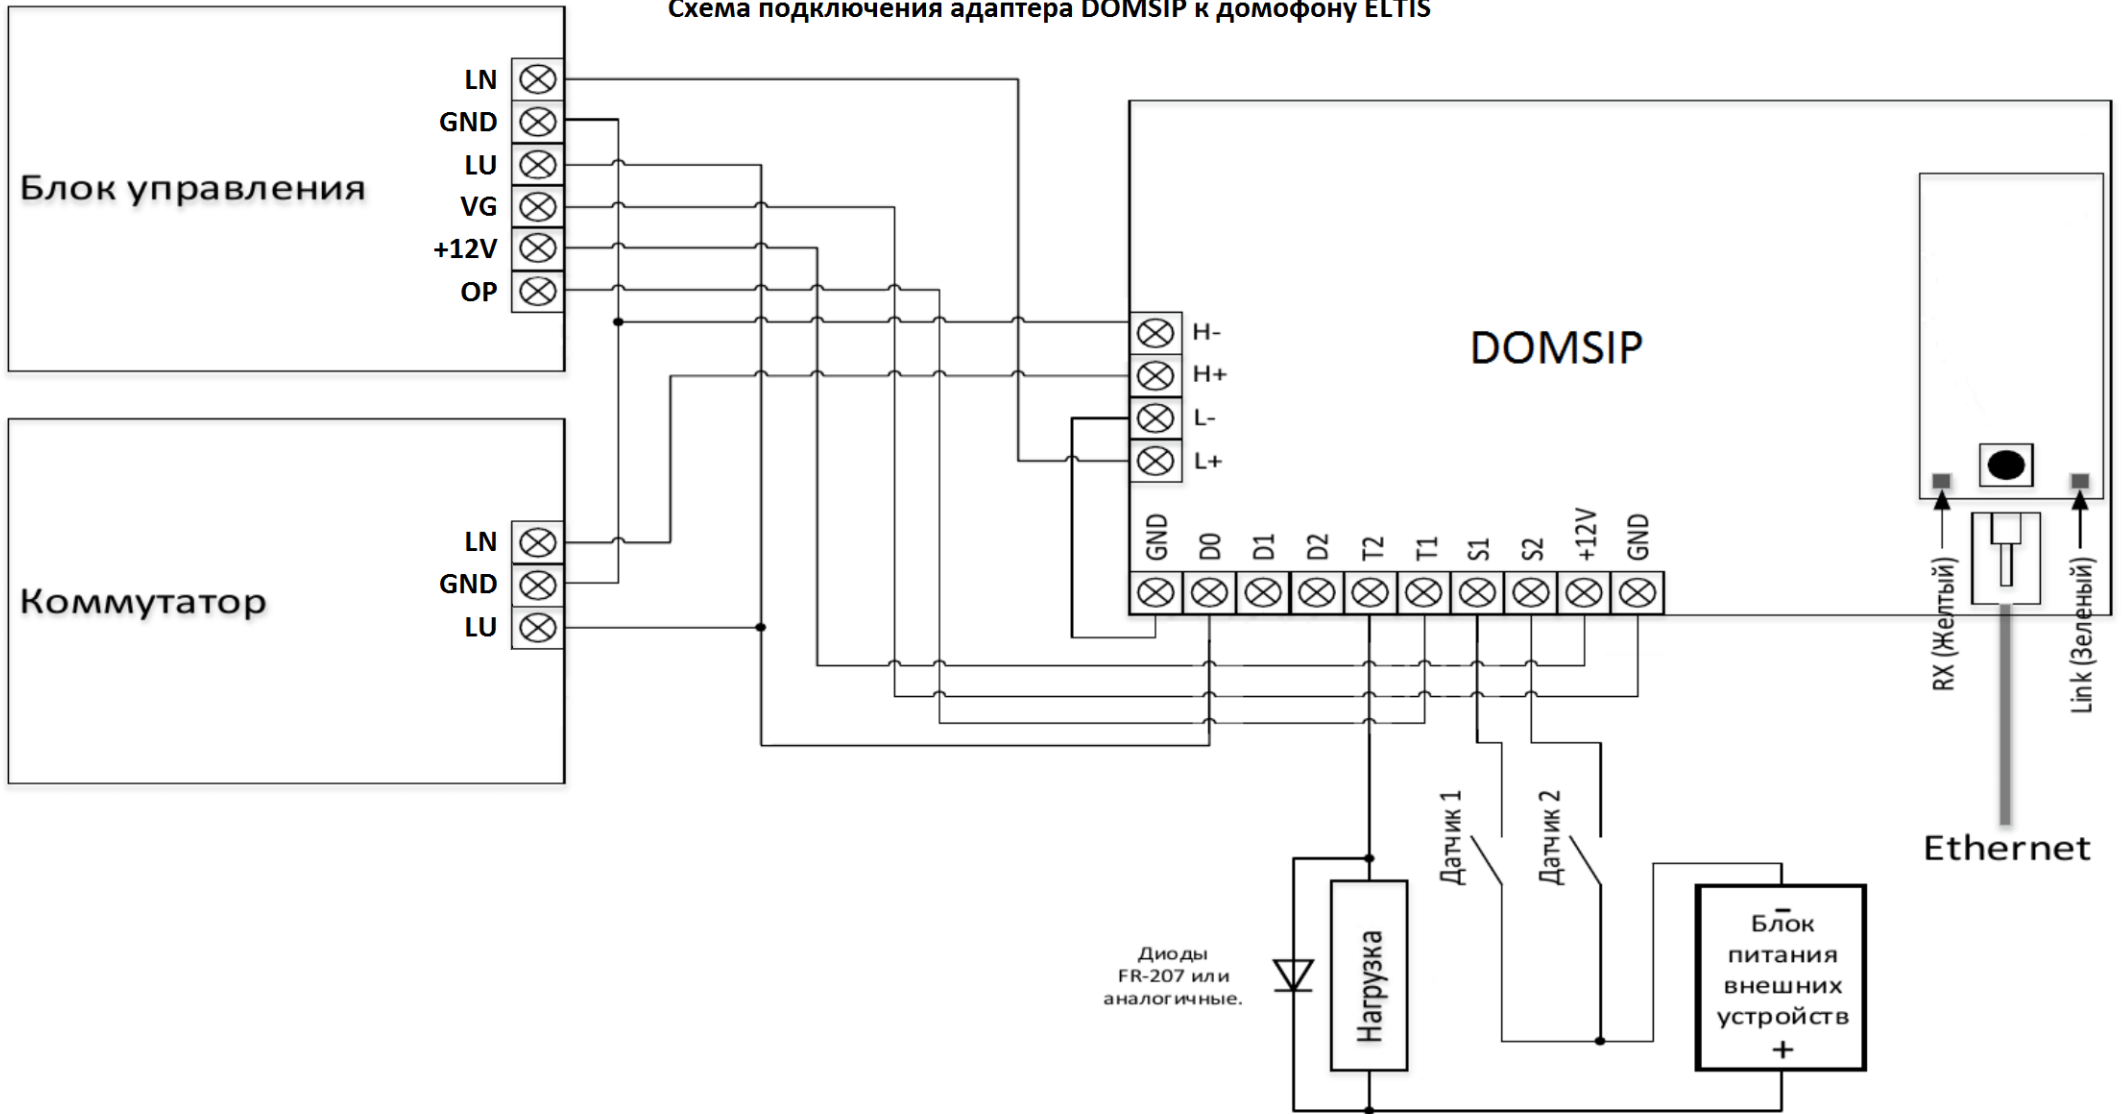 Схема подключения адаптера DOMSIP к домофону ELTIS
Блок управления
LN
GND
LU
VG
+12V
OP
Коммутатор
LN
GND
LU
DOMSIP
H-
H+
L-
L+
GND
D0
D1
D2
T2
T1
S1
S2
+12V
GND
RX (Желтый)
Link (Зеленый)
Ethernet
Датчик 1
Датчик 2
Диоды
FR-207 или
аналогичные.
Нагрузка
–
Блок
питания
внешних
устройств
+